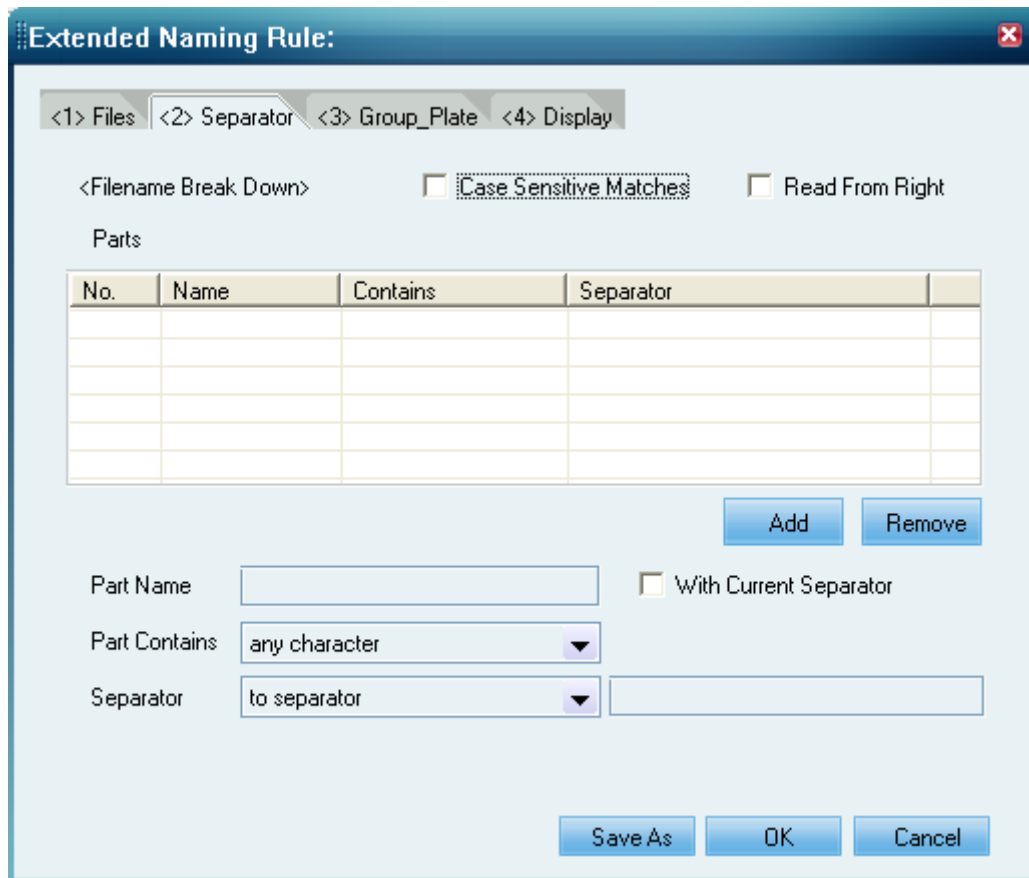 Extended Naming Rule:
<1> Files <2> Separator <3> Group_Plate <4> Display
<Filename Break Down> Case Sensitive Matches Read From Right
Parts
No. Name Contains Separator
Add Remove
Part Name With Current Separator
Part Contains any character
Separator to separator
Save As OK Cancel